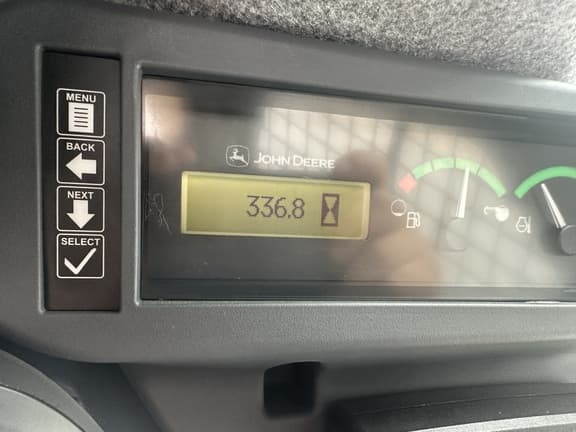 MENU
BACK
NEXT
SELECT
JOHN DEERE
336.8